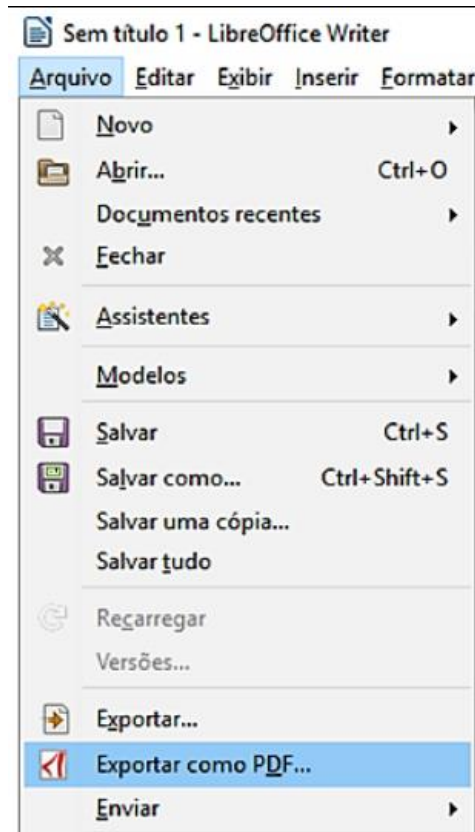 Sem título 1 - LibreOffice Writer
Arquivo Editar Exibir Inserir Formatar
Novo
Abrir... Ctrl+O
Documentos recentes
Fechar
Assistentes
Modelos
Salvar Ctrl+S
Salvar como... Ctrl+Shift+S
Salvar uma cópia...
Salvar tudo
Recarregar
Versões...
Exportar...
Exportar como PDF...
Enviar